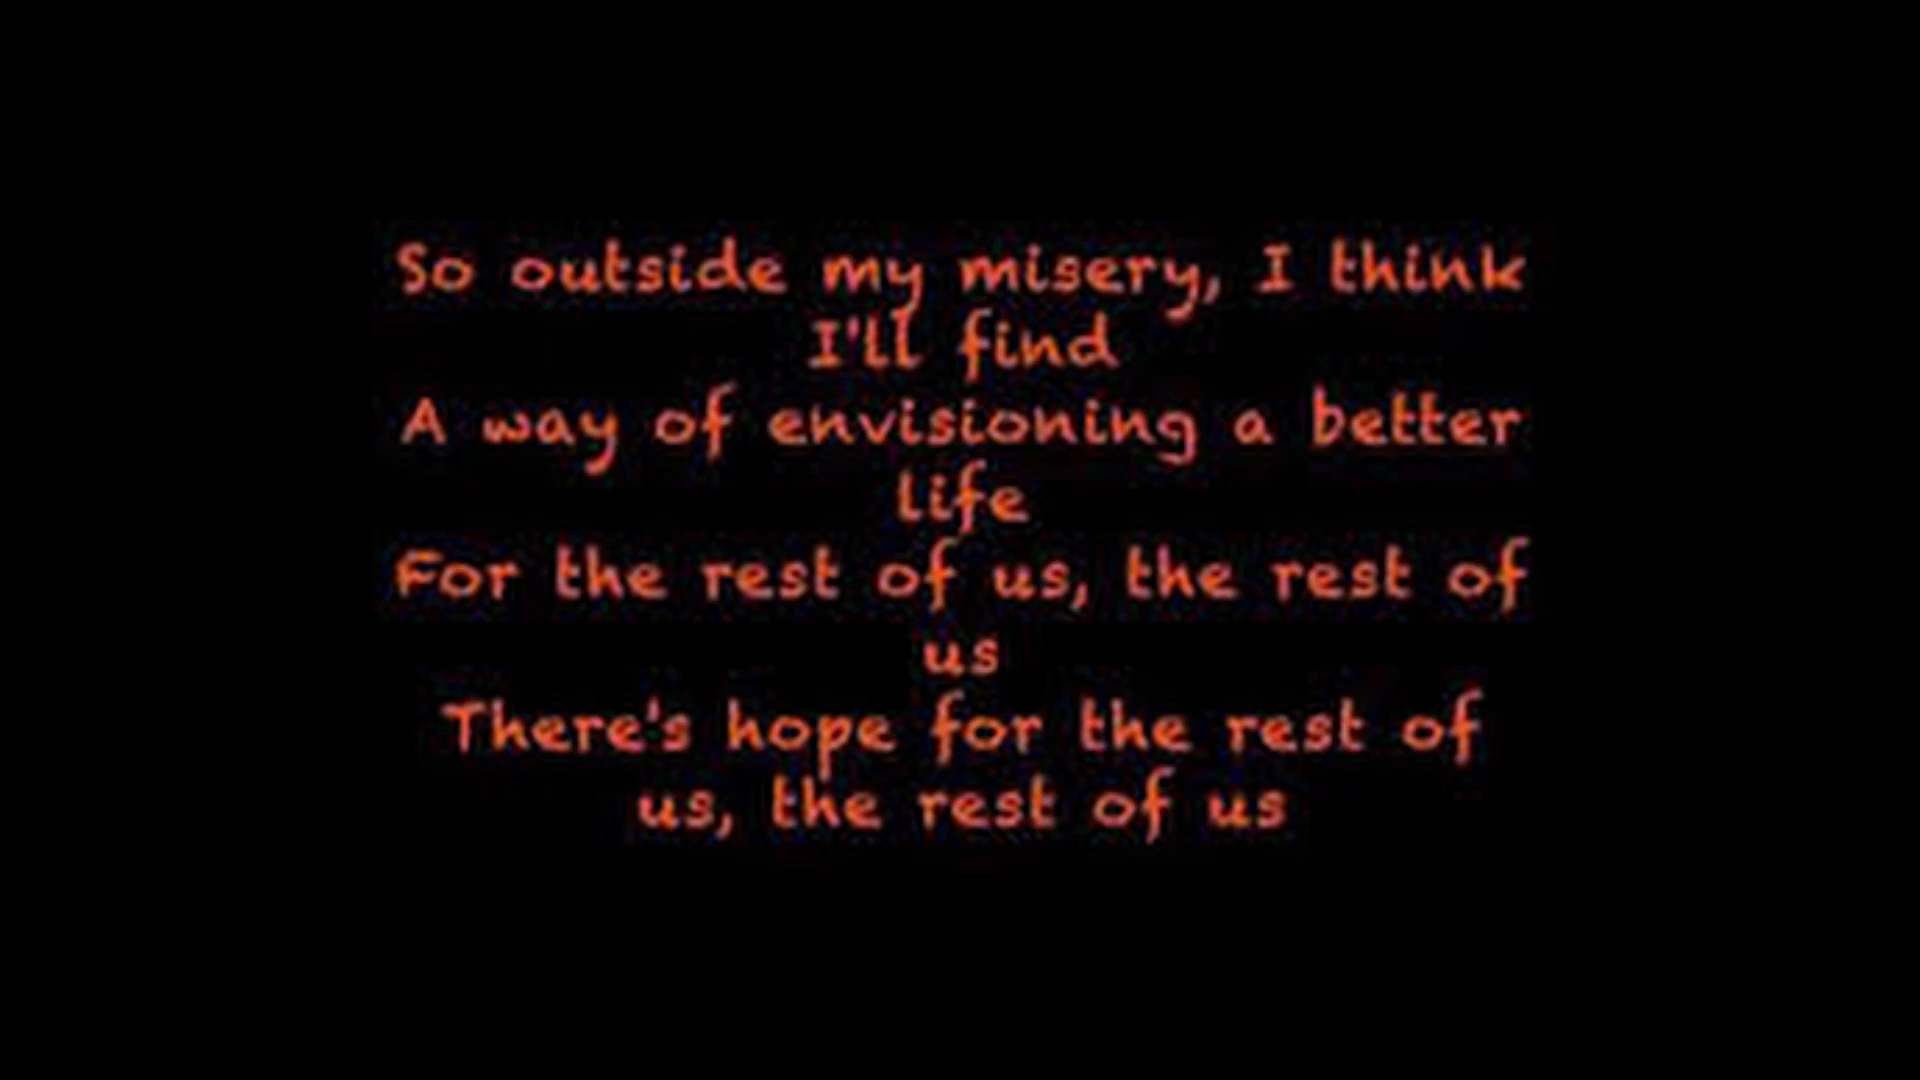 So outside my misery, I think
I'll find
A way of envisioning a better
life
For the rest of us, the rest of
us
There's hope for the rest of
us, the rest of us